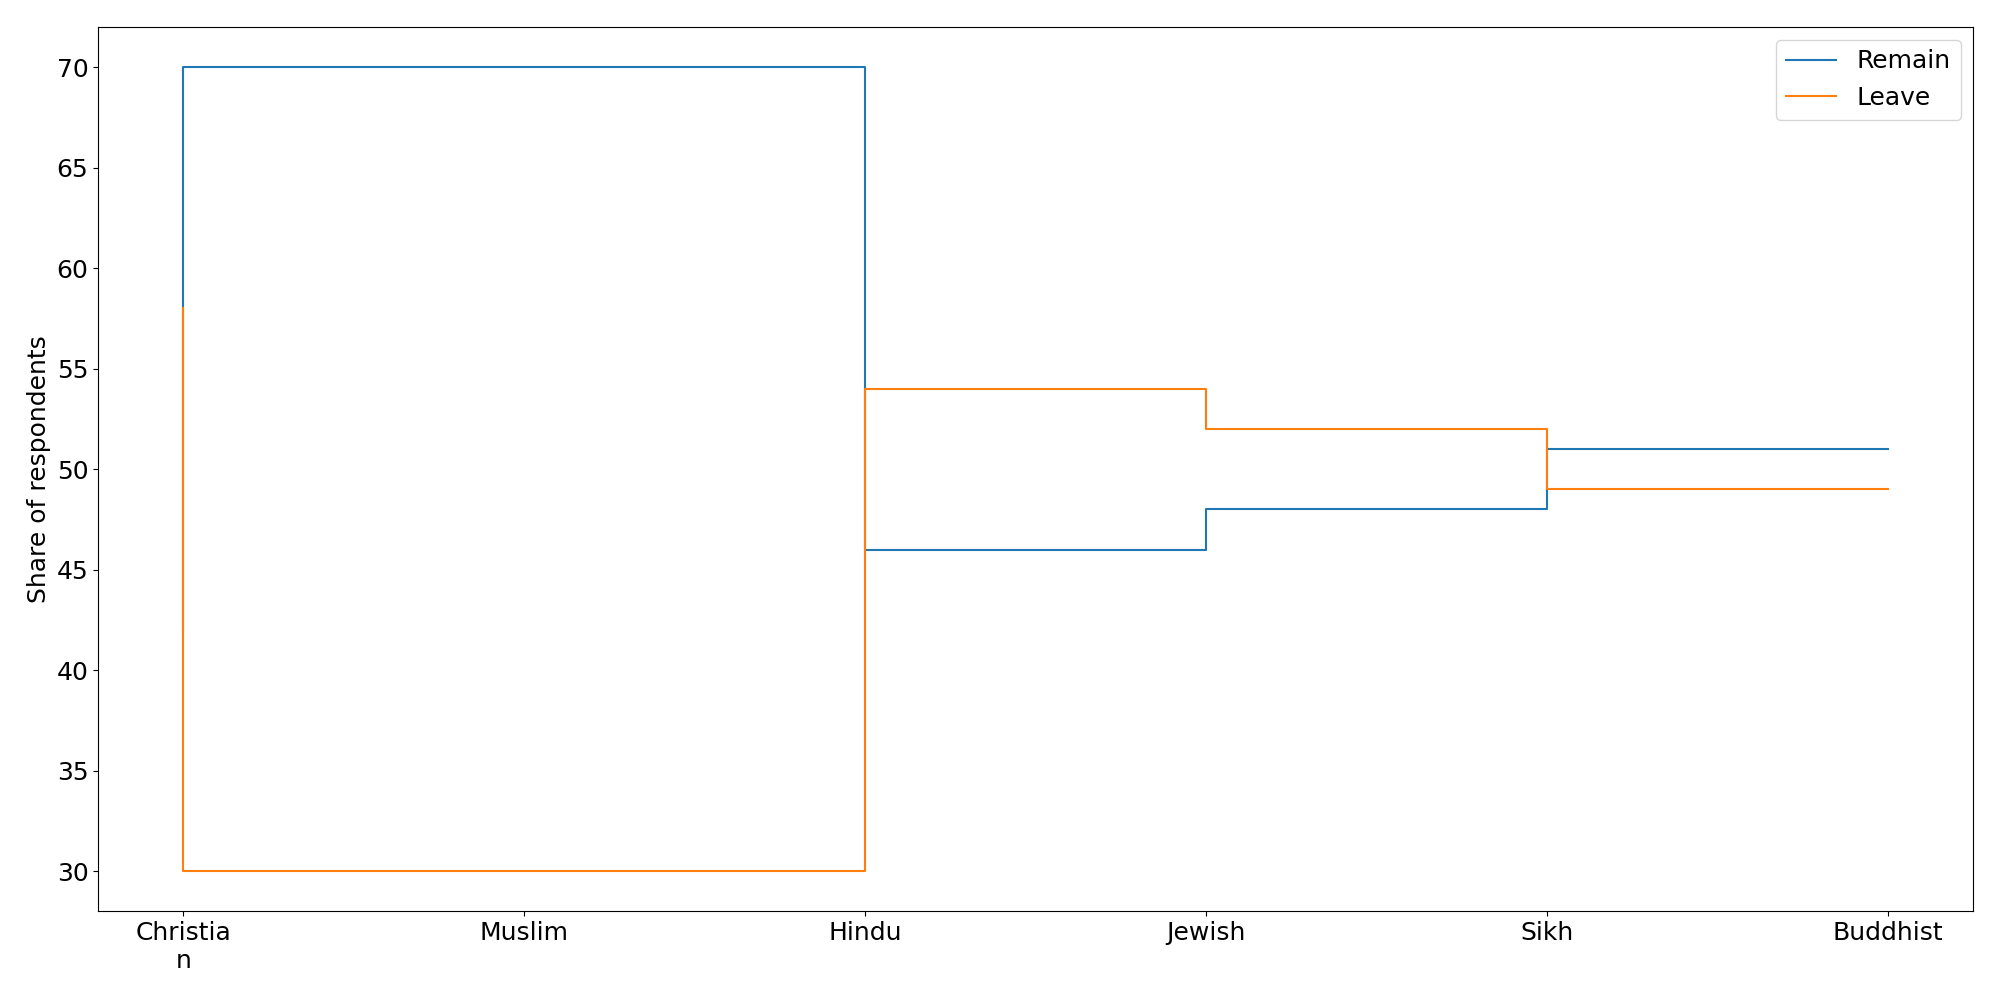 Remain
Leave
70
65
60
55
50
45
40
35
30
Share of respondents
Christia
n
Muslim
Hindu
Jewish
Sikh
Buddhist